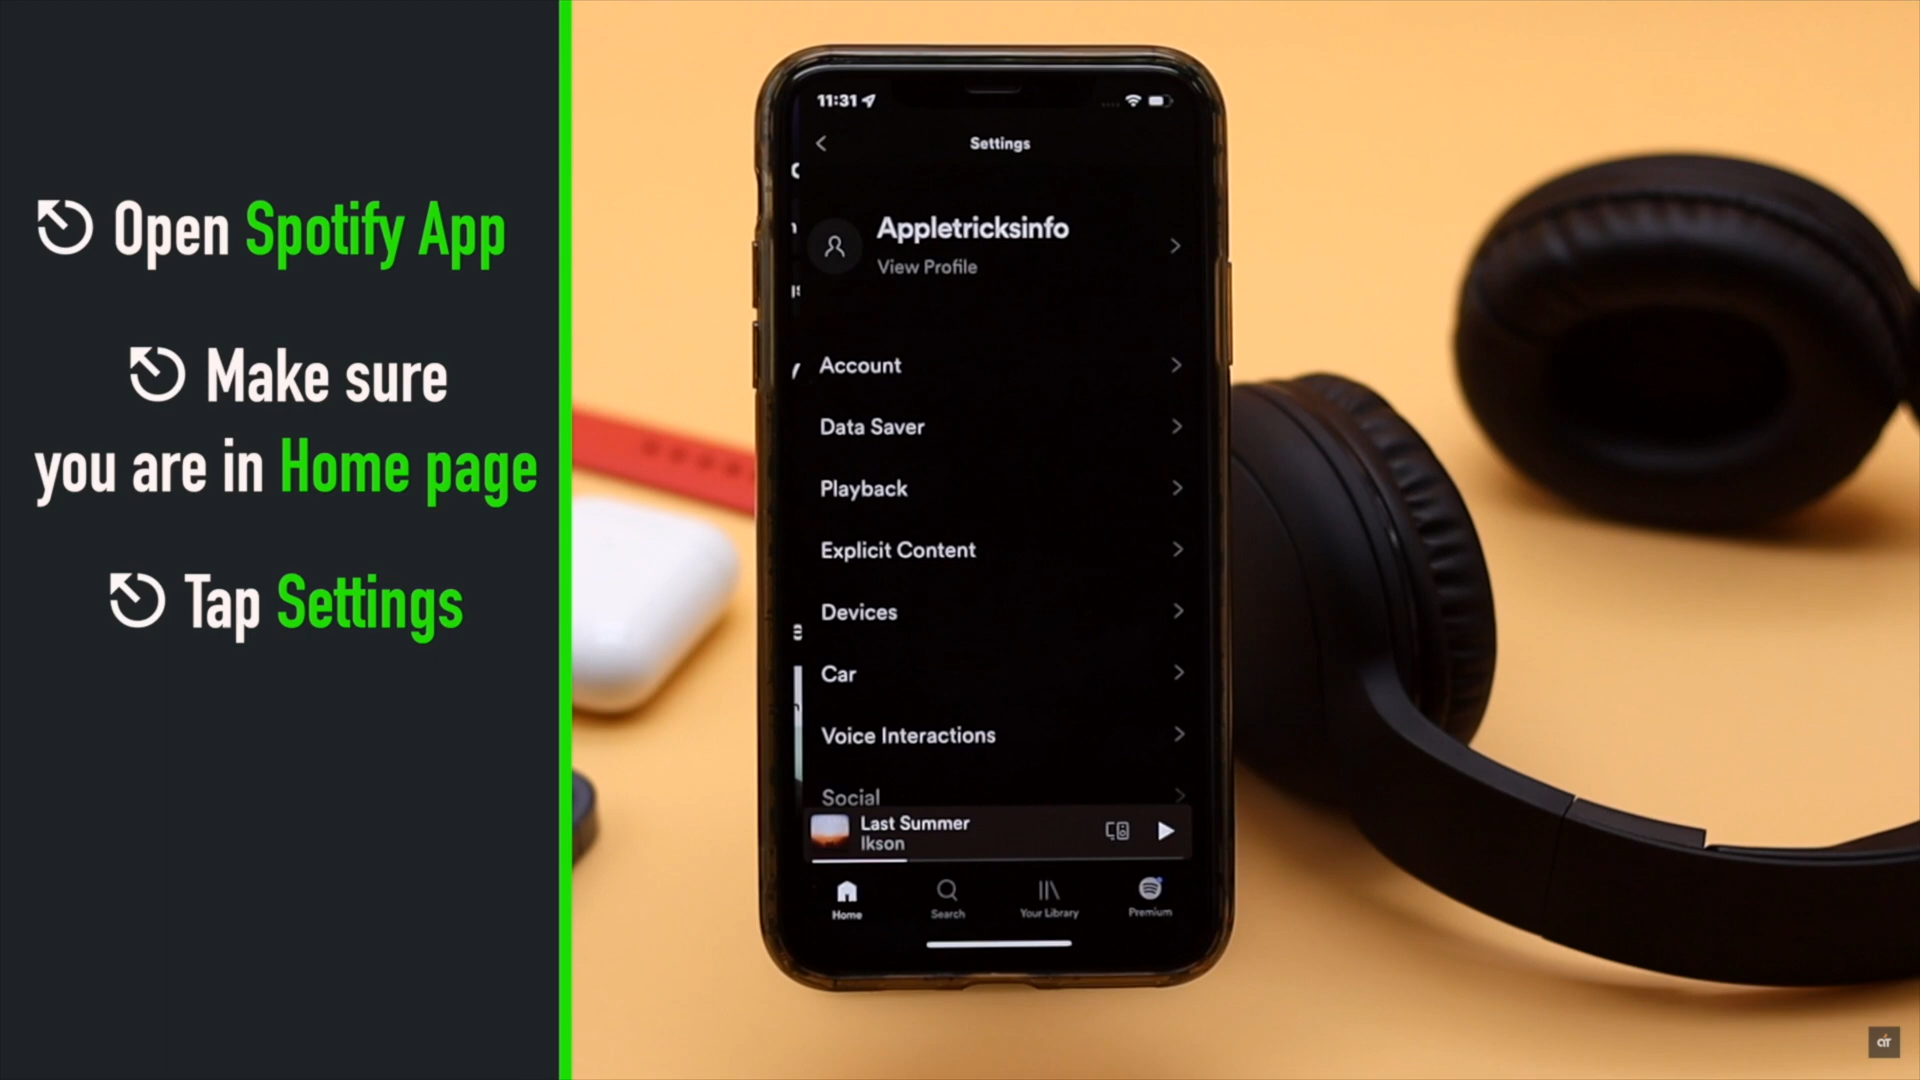 Open Spotify App
Make sure
you are in Home page
Tap Settings
11:31
Settings
Appletricksinfo
View Profile
Account
Data Saver
Playback
Explicit Content
Devices
Car
Voice Interactions
Social
Last Summer
Ikson
Home
Search
Your Library
Premium